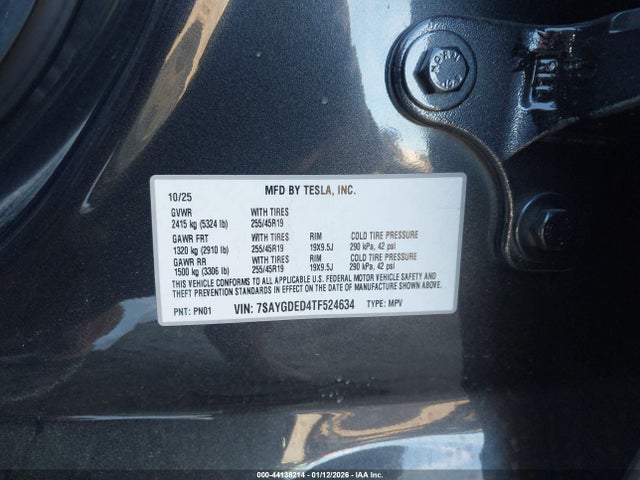 NORM
10/25 MFD BY TESLA, INC.
GVWR WITH TIRES
2415 kg (5324 lb) 255/45R19
GAWR FRT WITH TIRES RIM COLD TIRE PRESSURE
1320 kg (2910 lb) 255/45R19 19X9.5J 290 kPa, 42 psi
GAWR RR WITH TIRES RIM COLD TIRE PRESSURE
1500 kg (3306 lb) 255/45R19 19X9.5J 290 kPa, 42 psi
THIS VEHICLE CONFORMS TO ALL APPLICABLE U.S. FEDERAL MOTOR VEHICLE SAFETY AND
THEFT PREVENTION STANDARDS IN EFFECT ON THE DATE OF MANUFACTURE SHOWN ABOVE.
PNT: PN01 VIN: 7SAYGDED4TF524634 TYPE: MPV
000-44138214 - 01/12/2026 - IAA Inc.